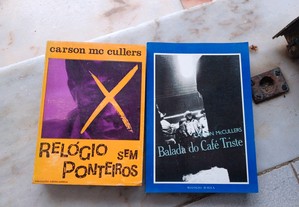 carson mc cullers
RELÓGIO SEM
PONTEIROS
McCULLERS
Balada do Café Triste